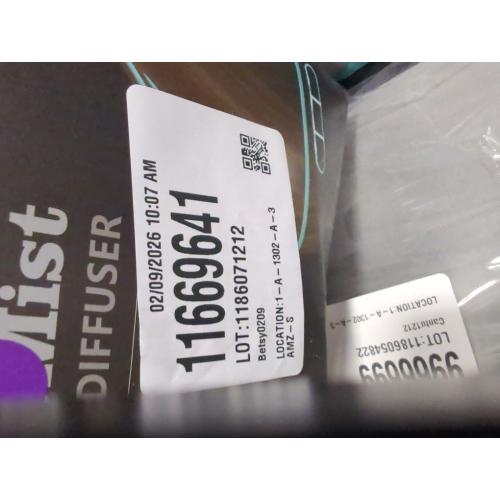 Mist
DIFFUSER
02/09/2026 10:07 AM
11669641
LOT:1186071212
Betsy0209
LOCATION:1-A-1302-A-3
AMZ-S
LOCATION:1-A-1302-A-3
Cantu1212
LOT:1186054822